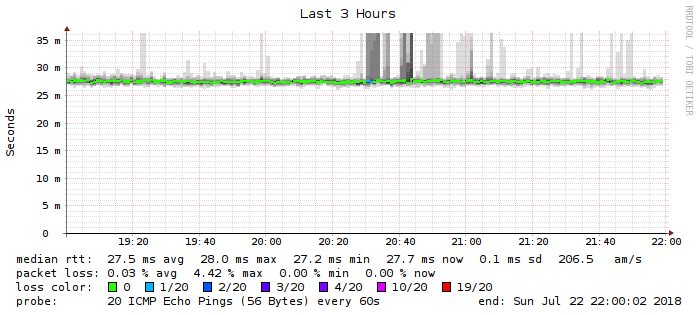 Last 3 Hours
RRDTOOL / TOBI OETIKER
Seconds
35 m
30 m
25 m
20 m
15 m
10 m
5 m
0
19:20 19:40 20:00 20:20 20:40 21:00 21:20 21:40 22:00
median rtt: 27.5 ms avg 28.0 ms max 27.2 ms min 27.7 ms now 0.1 ms sd 206.5 am/s
packet loss: 0.03 % avg 4.42 % max 0.00 % min 0.00 % now
loss color: 0 1/20 2/20 3/20 4/20 10/20 19/20
probe: 20 ICMP Echo Pings (56 Bytes) every 60s end: Sun Jul 22 22:00:02 2018